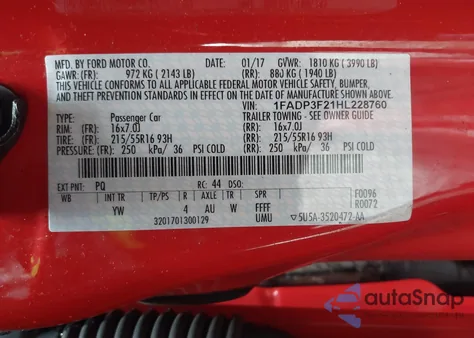 MFD. BY FORD MOTOR CO. DATE: 01/17 GVWR: 1810 KG ( 3990 LB)
GAWR: (FR) 972 KG ( 2143 LB) (RR) 880 KG ( 1940 LB)
THIS VEHICLE CONFORMS TO ALL APPLICABLE FEDERAL MOTOR VEHICLE SAFETY, BUMPER,
AND THEFT PREVENTION STANDARDS IN EFFECT ON THE DATE OF MANUFACTURE SHOWN ABOVE.
VIN: 1FADP3F21HL228760
TYPE: Passenger Car TRAILER TOWING - SEE OWNER GUIDE
RIM: (FR) 16x7.0J (RR) 16x7.0J
TIRE: (FR) 215/55R16 93H (RR) 215/55R16 93H
PRESSURE: (FR) 250 kPa/ 36 PSI COLD (RR) 250 kPa/ 36 PSI COLD
EXT PNT: PQ RC: 44 DSO:
WB INT TR TP/PS R AXLE TR SPR F0096
YW 4 AU W FFFF R0072
3201701300129 UMU 5U5A-3520472-AA
autoSnap